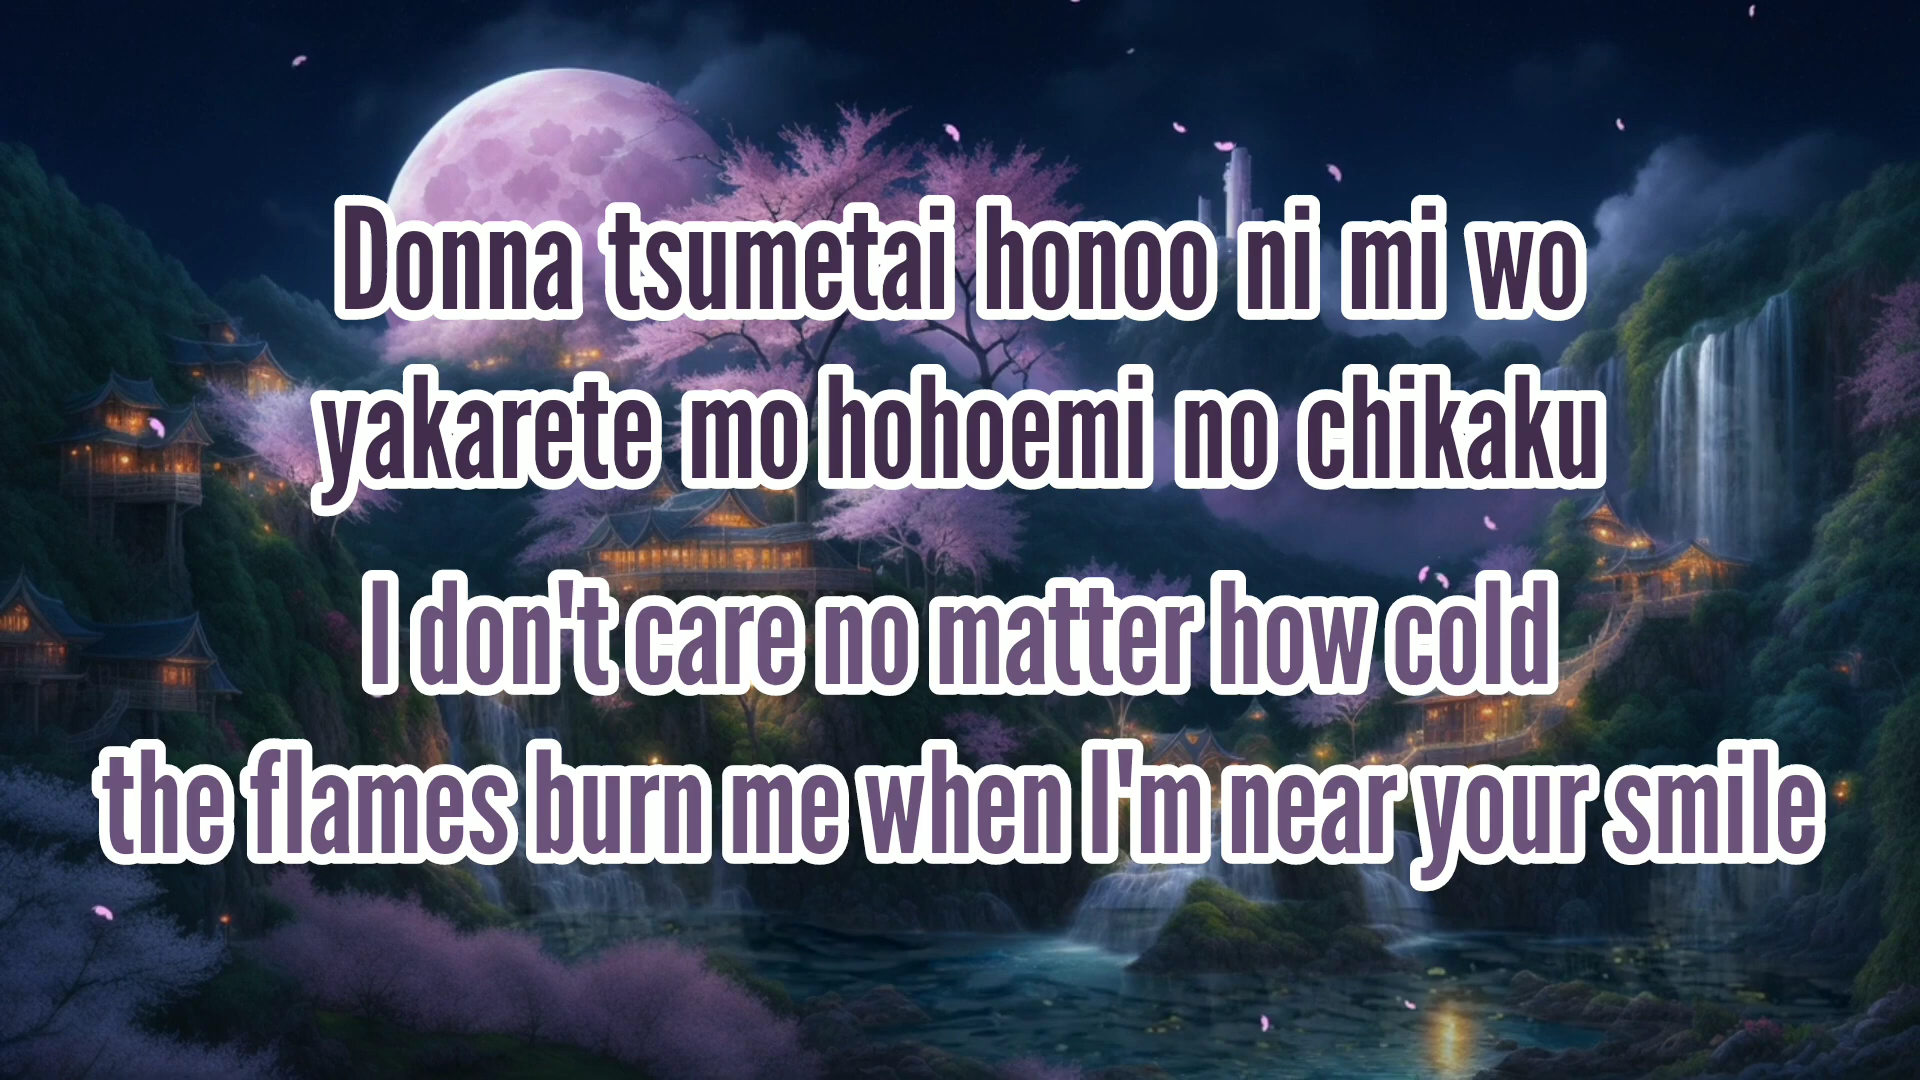 Donna tsumetai honoo ni mi wo
yakarete mo hohoemi no chikaku
I don't care no matter how cold
the flames burn me when I'm near your smile